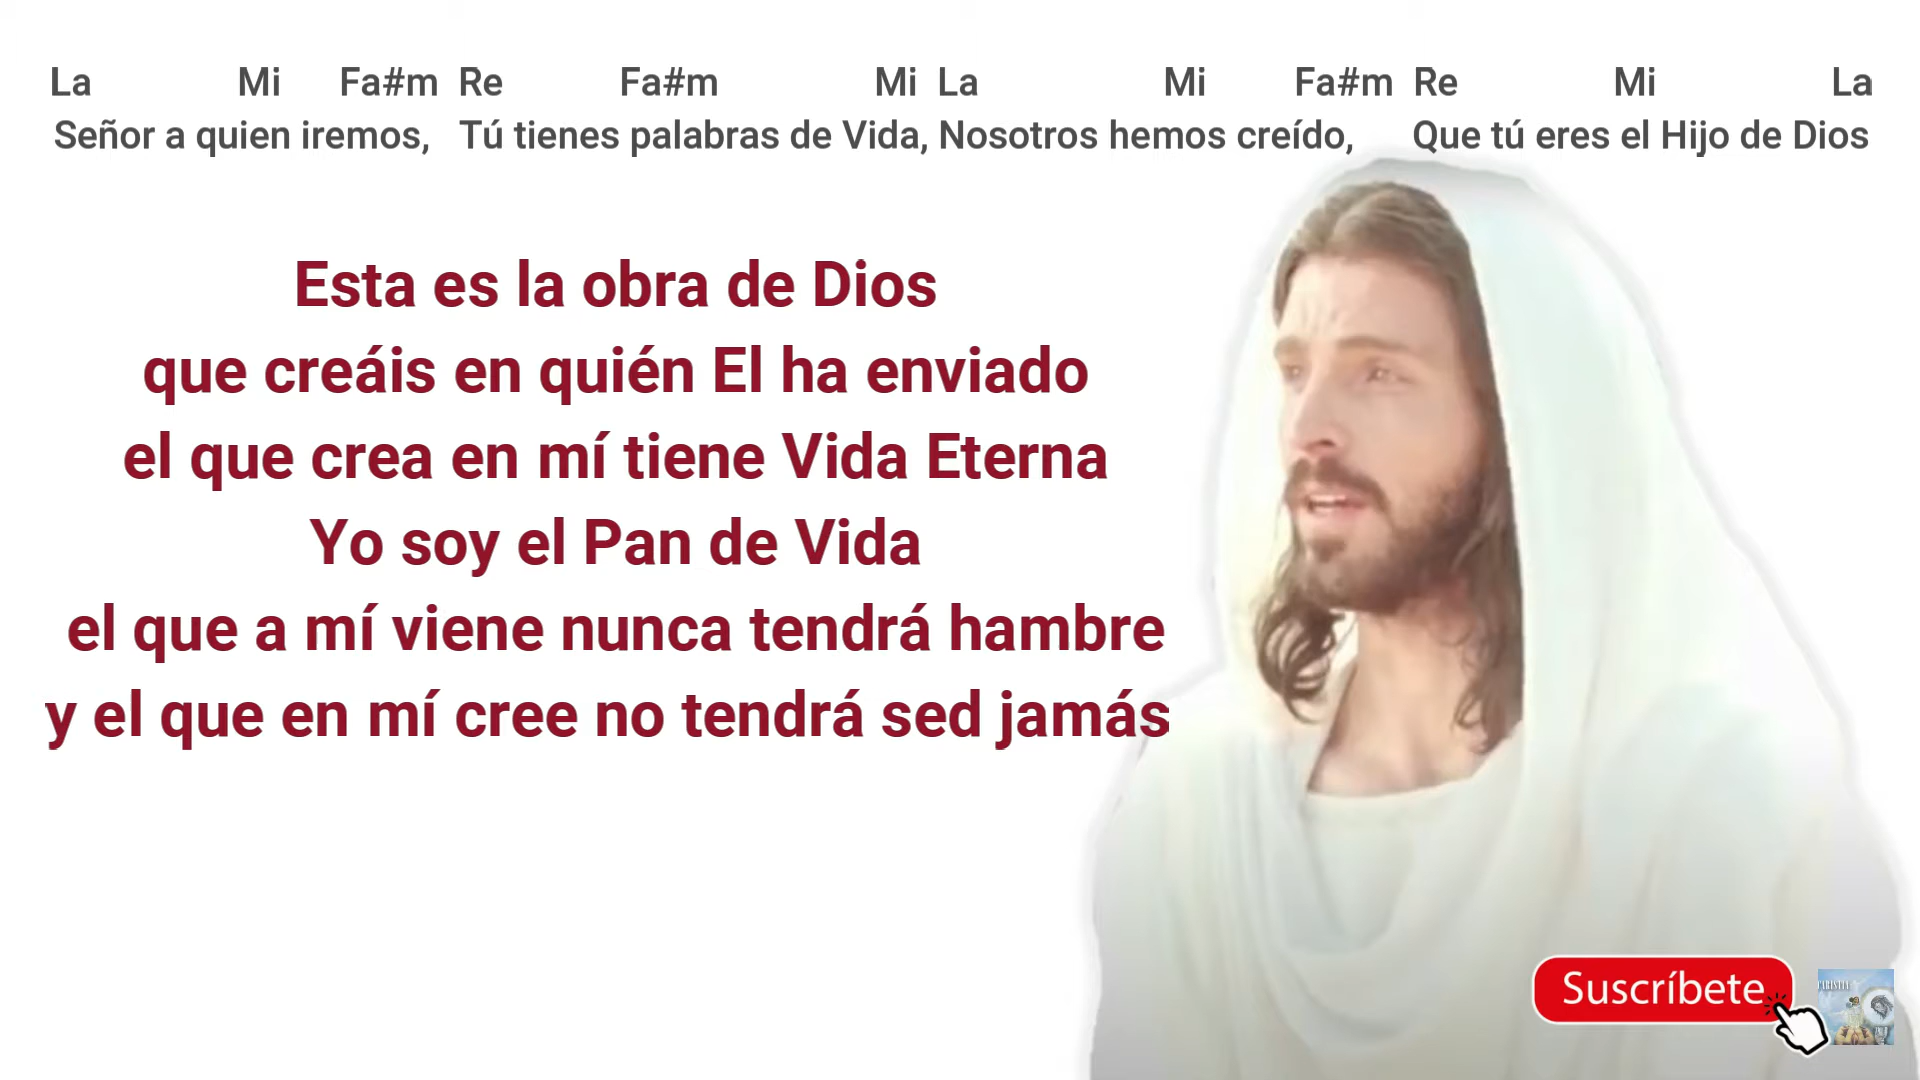 La Mi Fa#m Re Fa#m Mi La Mi Fa#m Re Mi La
Señor a quien iremos, Tú tienes palabras de Vida, Nosotros hemos creído, Que tú eres el Hijo de Dios
Esta es la obra de Dios
que creáis en quién El ha enviado
el que crea en mí tiene Vida Eterna
Yo soy el Pan de Vida
el que a mí viene nunca tendrá hambre
y el que en mí cree no tendrá sed jamás
Suscríbete